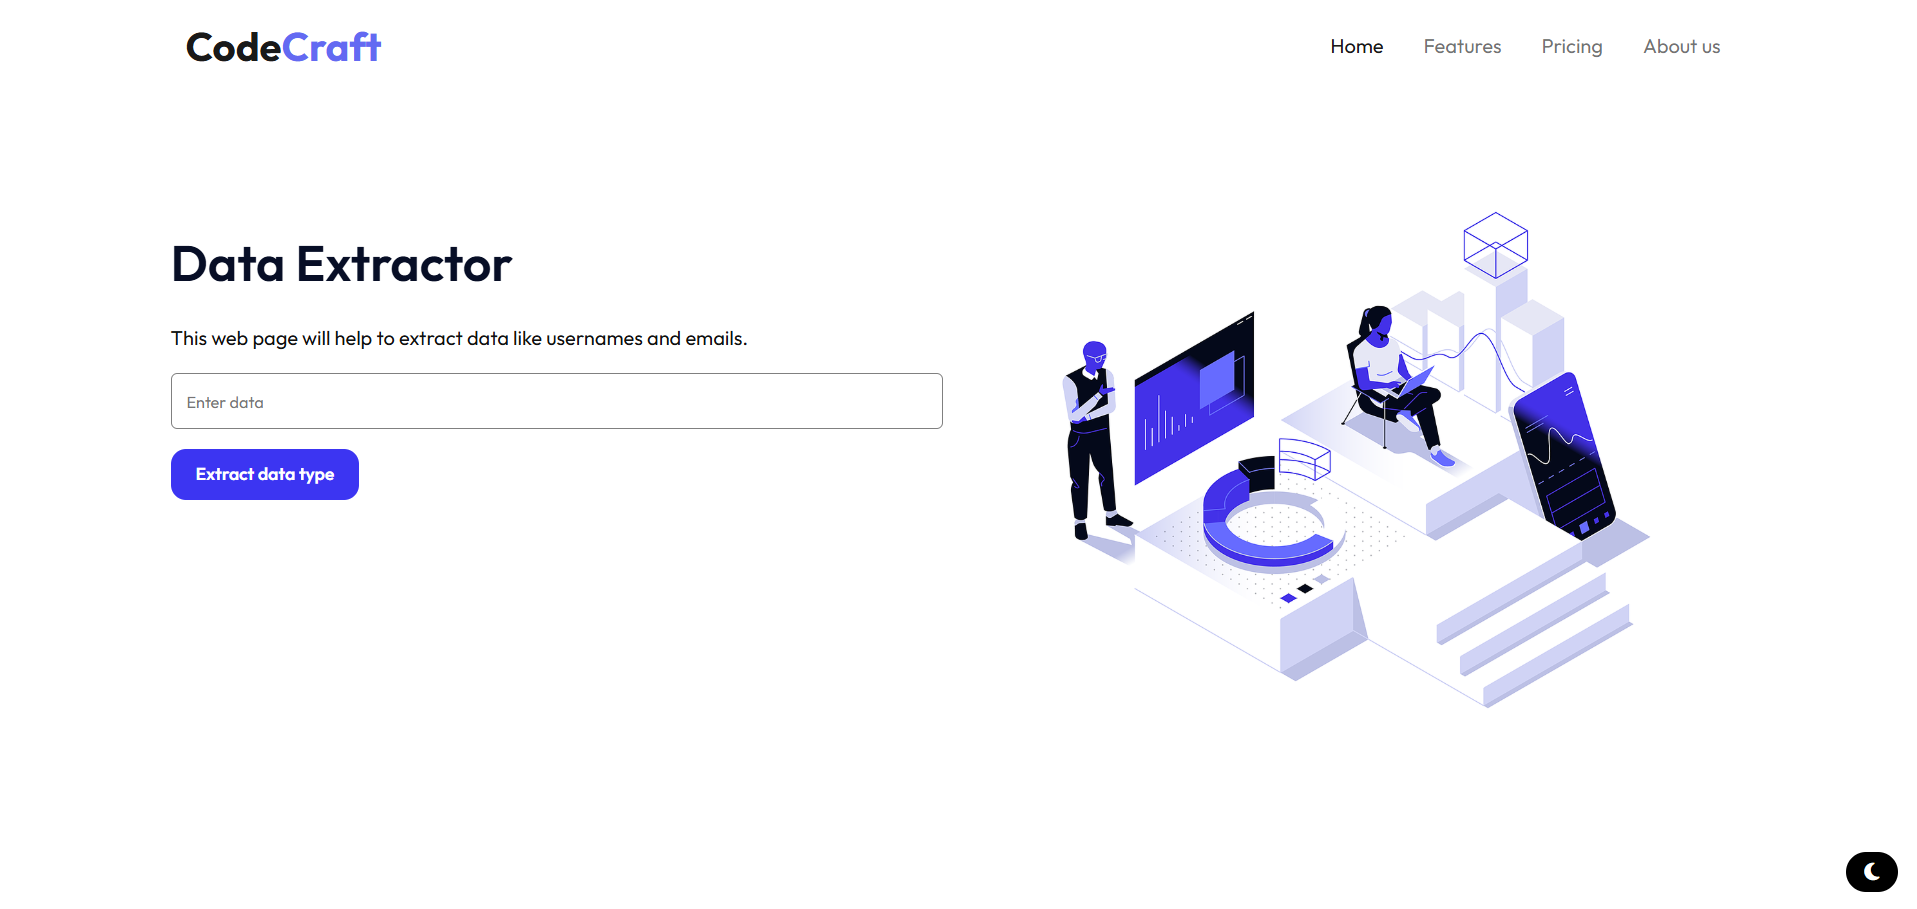 CodeCraft
Home Features Pricing About us
Data Extractor
This web page will help to extract data like usernames and emails.
Enter data
Extract data type